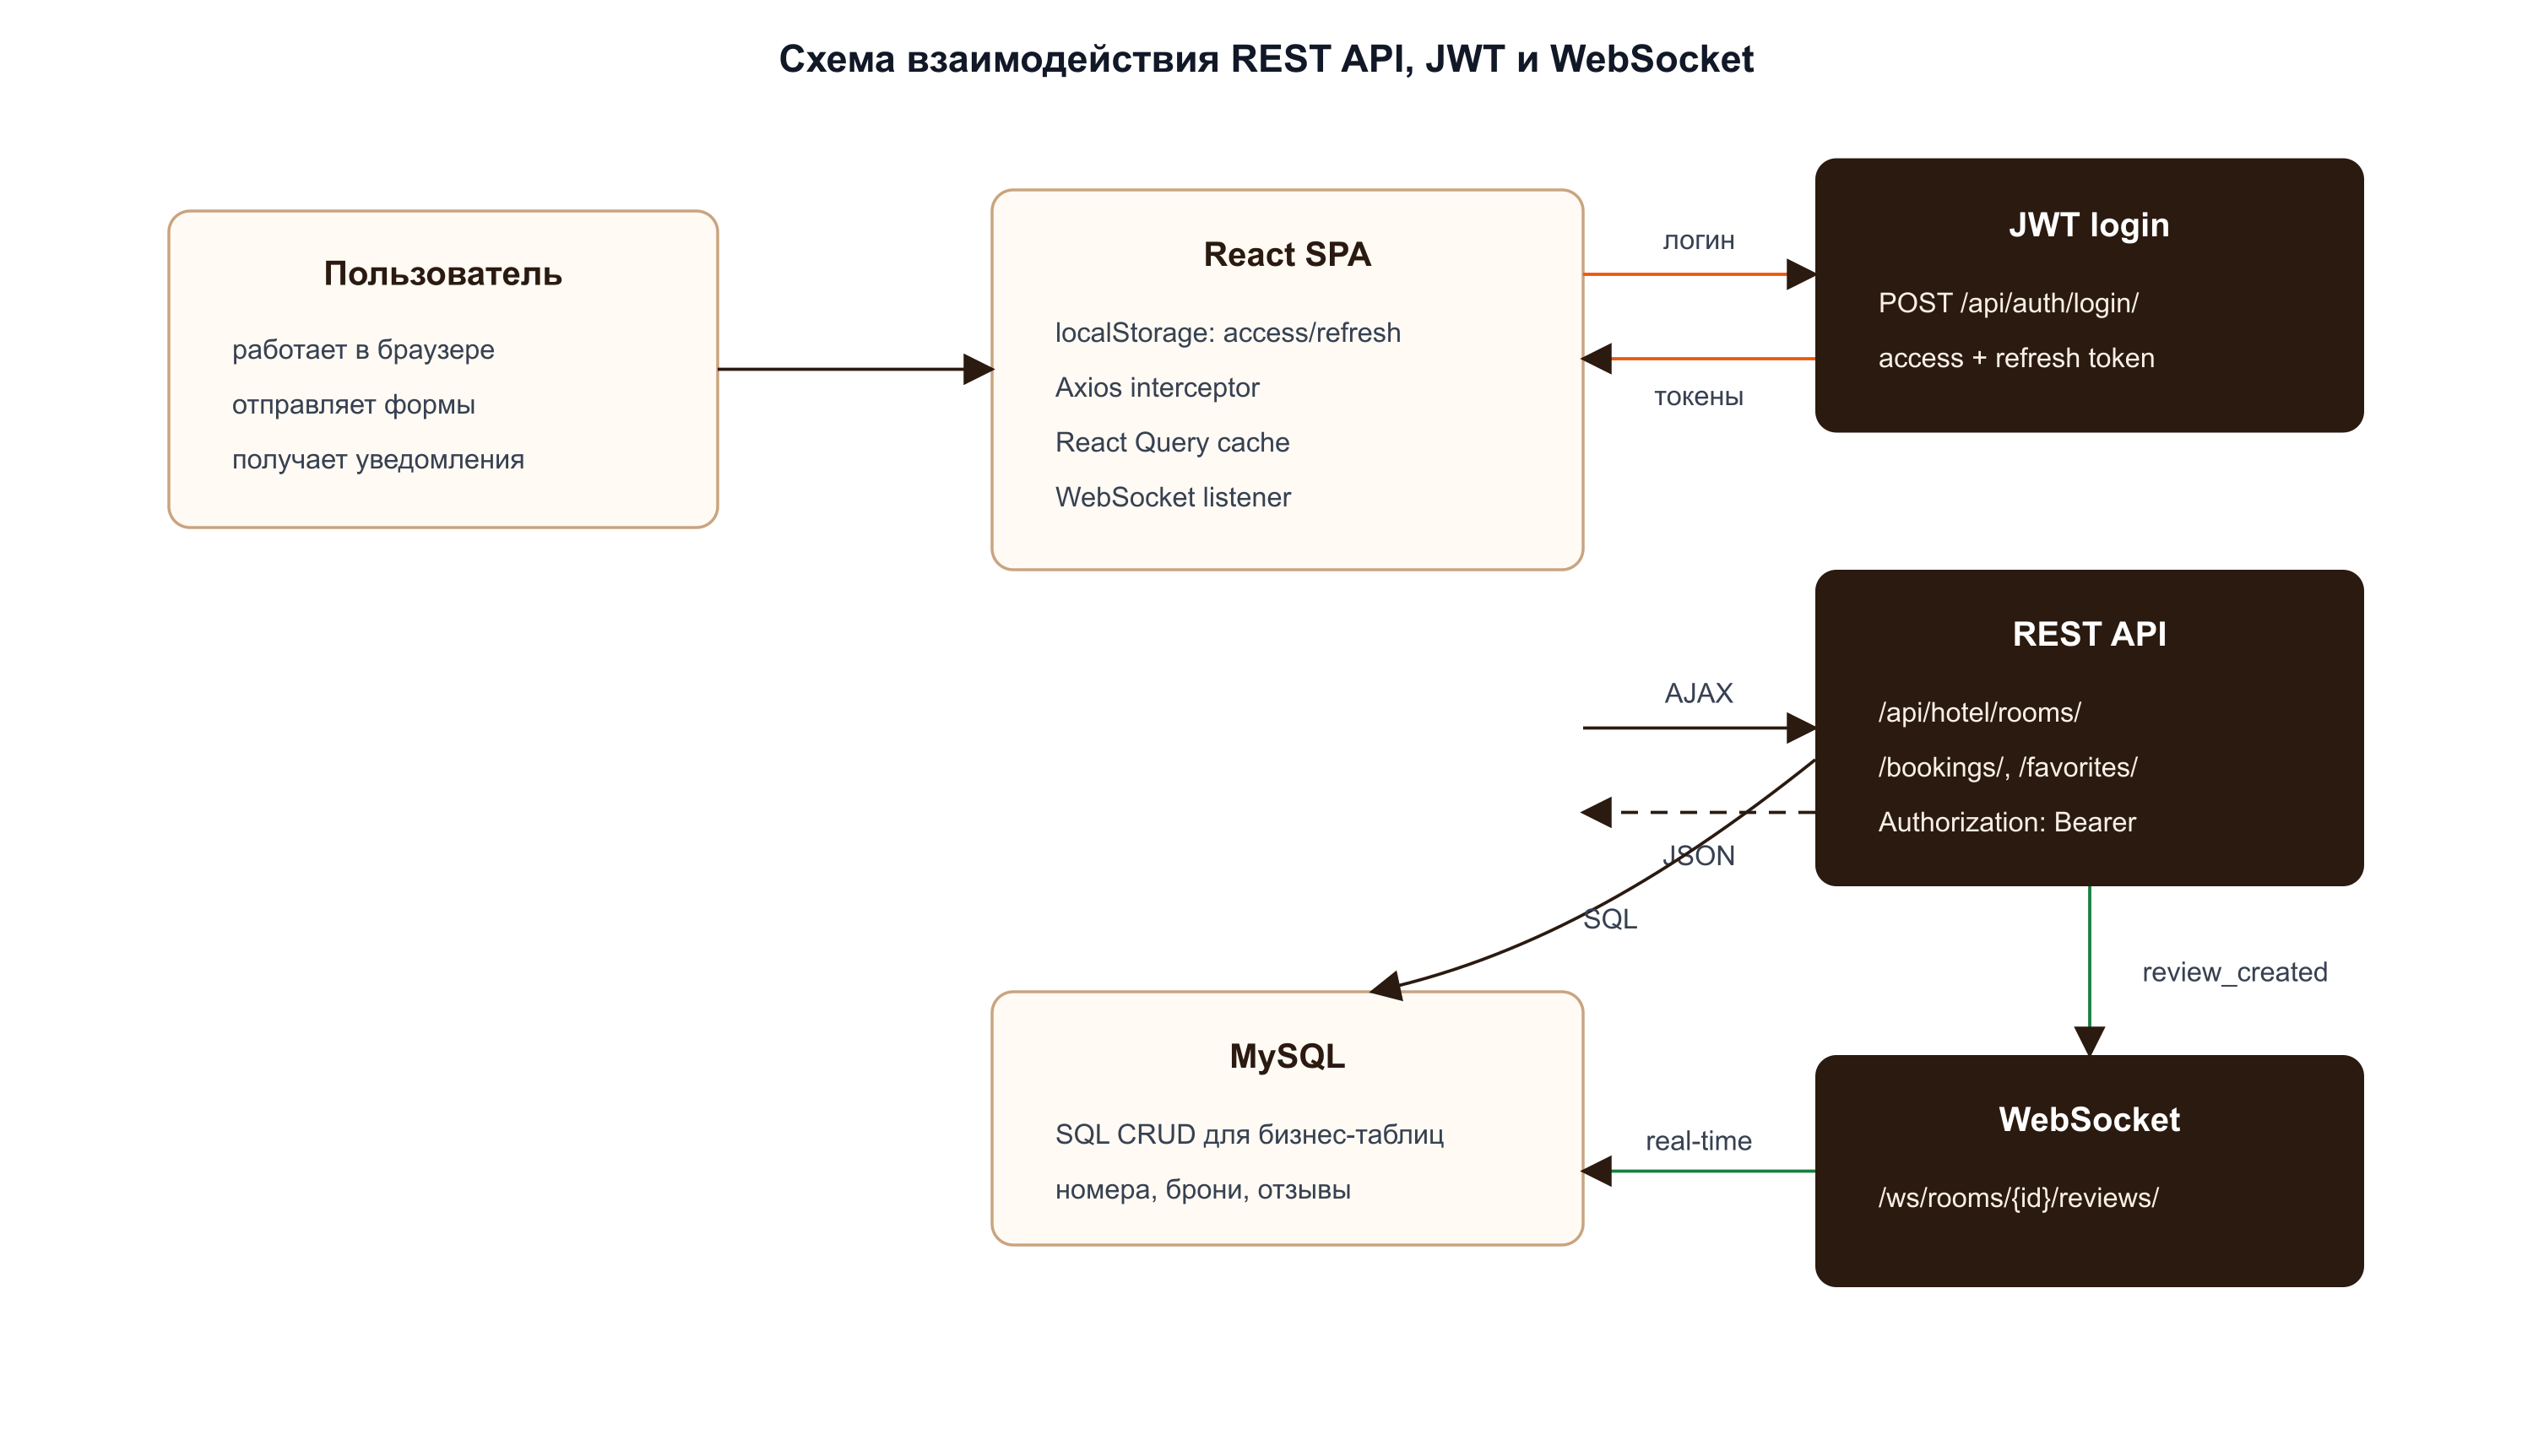 Схема взаимодействия REST API, JWT и WebSocket
Пользователь
работает в браузере
отправляет формы
получает уведомления
React SPA
localStorage: access/refresh
Axios interceptor
React Query cache
WebSocket listener
логин
токены
JWT login
POST /api/auth/login/
access + refresh token
REST API
/api/hotel/rooms/
/bookings/, /favorites/
Authorization: Bearer
AJAX
JSON
SQL
review_created
MySQL
SQL CRUD для бизнес-таблиц
номера, брони, отзывы
real-time
WebSocket
/ws/rooms/{id}/reviews/